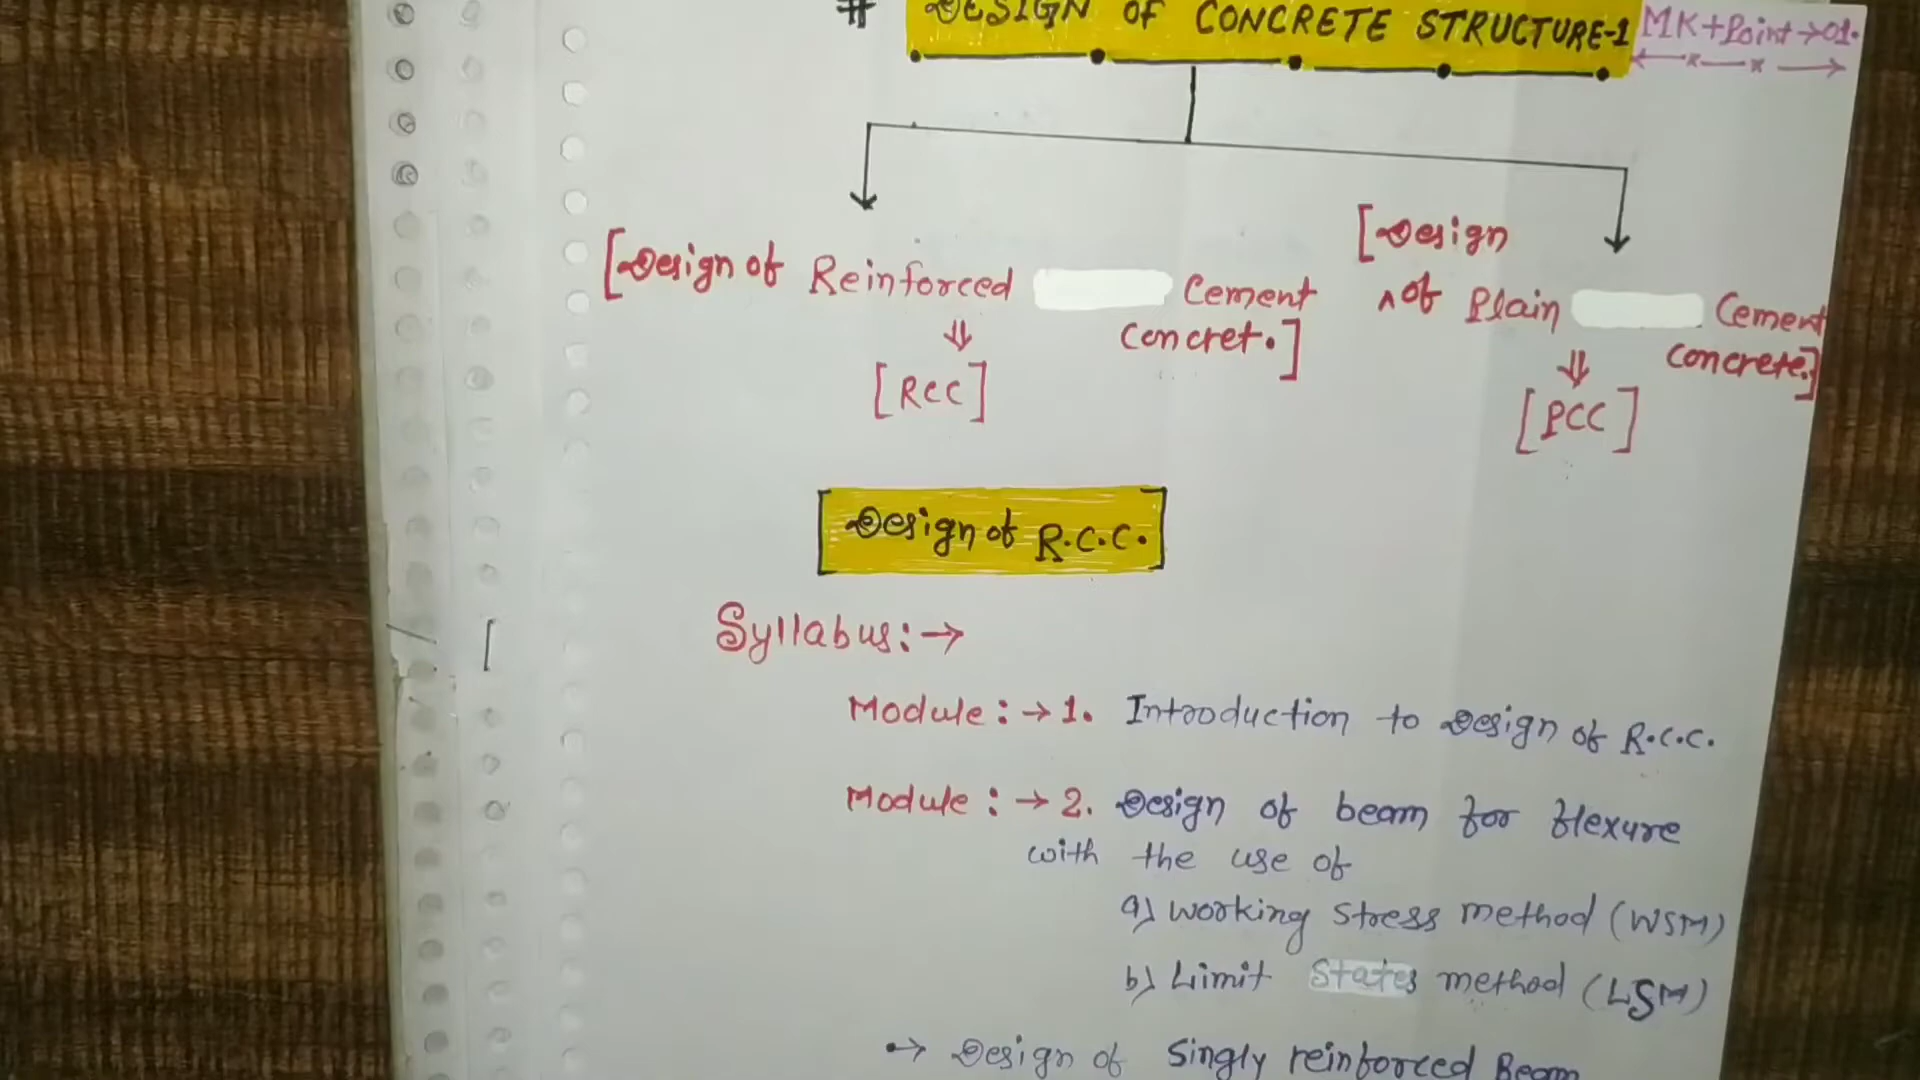 # DESIGN OF CONCRETE STRUCTURE-1
MK+Point→01.
[Design of Reinforced Cement
Concret.]
⇓
[RCC]
[Design
^of Plain Cement
Concrete.]
⇓
[PCC]
[Design of R.C.C.]
Syllabus:→
Module:→1. Introduction to Design of R.C.C.
Module:→2. Design of beam for flexure
with the use of
a) Working Stress method (WSM)
b) Limit States method (LSM)
•→ Design of Singly reinforced Beam